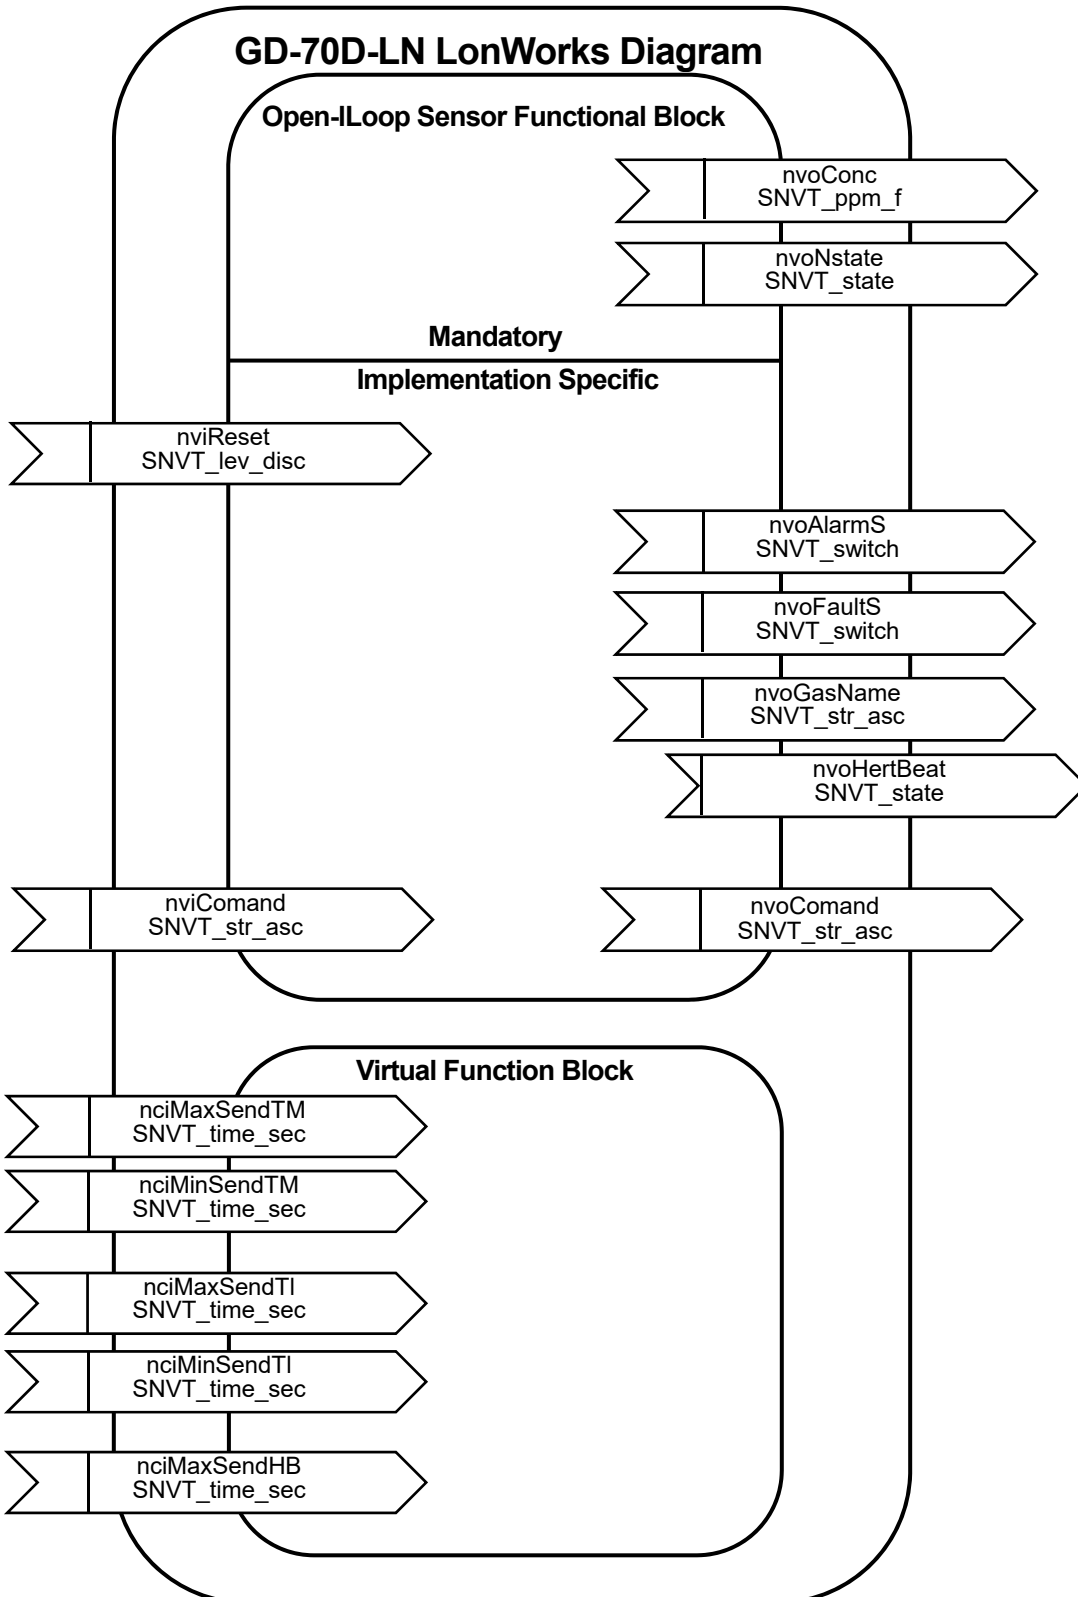 GD-70D-LN LonWorks Diagram
Open-lLoop Sensor Functional Block
nvoConc
SNVT_ppm_f
nvoNstate
SNVT_state
Mandatory
Implementation Specific
nviReset
SNVT_lev_disc
nvoAlarmS
SNVT_switch
nvoFaultS
SNVT_switch
nvoGasName
SNVT_str_asc
nvoHertBeat
SNVT_state
nviComand
SNVT_str_asc
nvoComand
SNVT_str_asc
Virtual Function Block
nciMaxSendTM
SNVT_time_sec
nciMinSendTM
SNVT_time_sec
nciMaxSendTI
SNVT_time_sec
nciMinSendTI
SNVT_time_sec
nciMaxSendHB
SNVT_time_sec